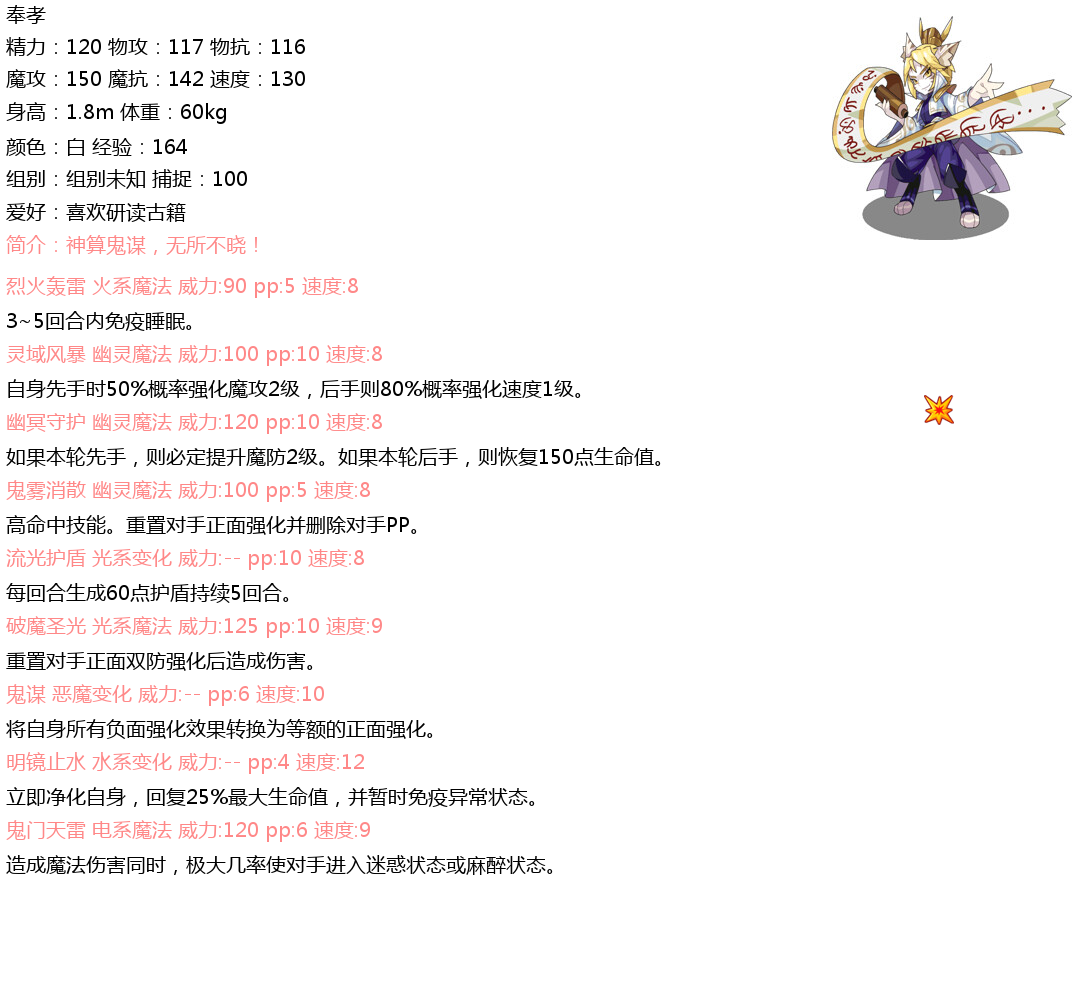 奉孝
精力：120 物攻：117 物抗：116
魔攻：150 魔抗：142 速度：130
身高：1.8m 体重：60kg
颜色：白 经验：164
组别：组别未知 捕捉：100
爱好：喜欢研读古籍
简介：神算鬼谋，无所不晓！
烈火轰雷 火系魔法 威力:90 pp:5 速度:8
3~5回合内免疫睡眠。
灵域风暴 幽灵魔法 威力:100 pp:10 速度:8
自身先手时50%概率强化魔攻2级，后手则80%概率强化速度1级。
幽冥守护 幽灵魔法 威力:120 pp:10 速度:8
如果本轮先手，则必定提升魔防2级。如果本轮后手，则恢复150点生命值。
鬼雾消散 幽灵魔法 威力:100 pp:5 速度:8
高命中技能。重置对手正面强化并删除对手PP。
流光护盾 光系变化 威力:-- pp:10 速度:8
每回合生成60点护盾持续5回合。
破魔圣光 光系魔法 威力:125 pp:10 速度:9
重置对手正面双防强化后造成伤害。
鬼谋 恶魔变化 威力:-- pp:6 速度:10
将自身所有负面强化效果转换为等额的正面强化。
明镜止水 水系变化 威力:-- pp:4 速度:12
立即净化自身，回复25%最大生命值，并暂时免疫异常状态。
鬼门天雷 电系魔法 威力:120 pp:6 速度:9
造成魔法伤害同时，极大几率使对手进入迷惑状态或麻醉状态。